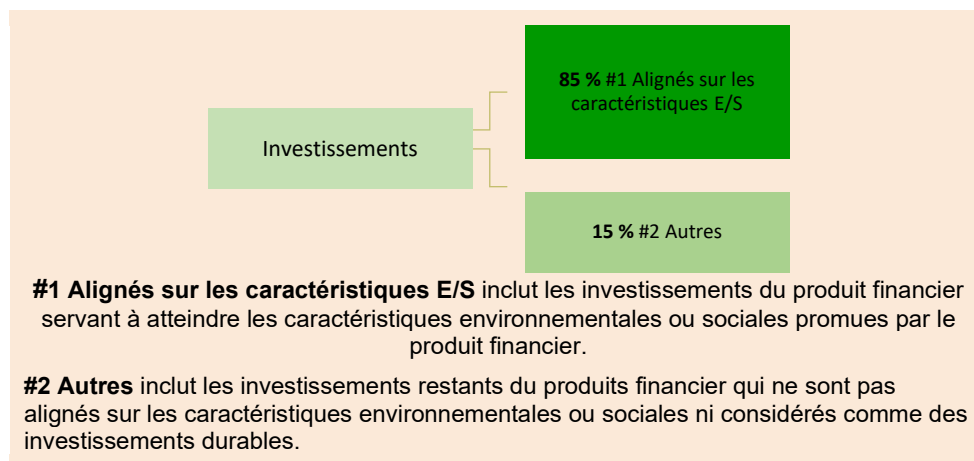 85 % #1 Alignés sur les
caractéristiques E/S
Investissements
15 % #2 Autres
#1 Alignés sur les caractéristiques E/S inclut les investissements du produit financier
servant à atteindre les caractéristiques environnementales ou sociales promues par le
produit financier.
#2 Autres inclut les investissements restants du produits financier qui ne sont pas
alignés sur les caractéristiques environnementales ou sociales ni considérés comme des
investissements durables.